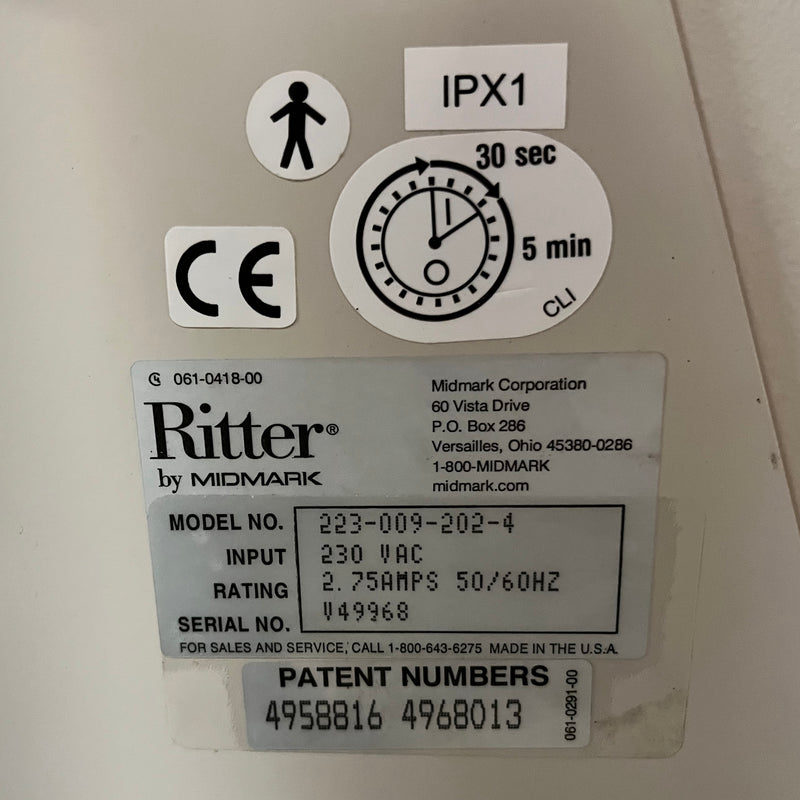 IPX1
30 sec
5 min
CLI
CE
061-0418-00
Ritter®
by MIDMARK
Midmark Corporation
60 Vista Drive
P.O. Box 286
Versailles, Ohio 45380-0286
1-800-MIDMARK
midmark.com
MODEL NO. 223-009-202-4
INPUT 230 VAC
RATING 2.75AMPS 50/60HZ
SERIAL NO. V49968
FOR SALES AND SERVICE, CALL 1-800-643-6275 MADE IN THE U.S.A.
PATENT NUMBERS
4958816 4968013
061-0291-00